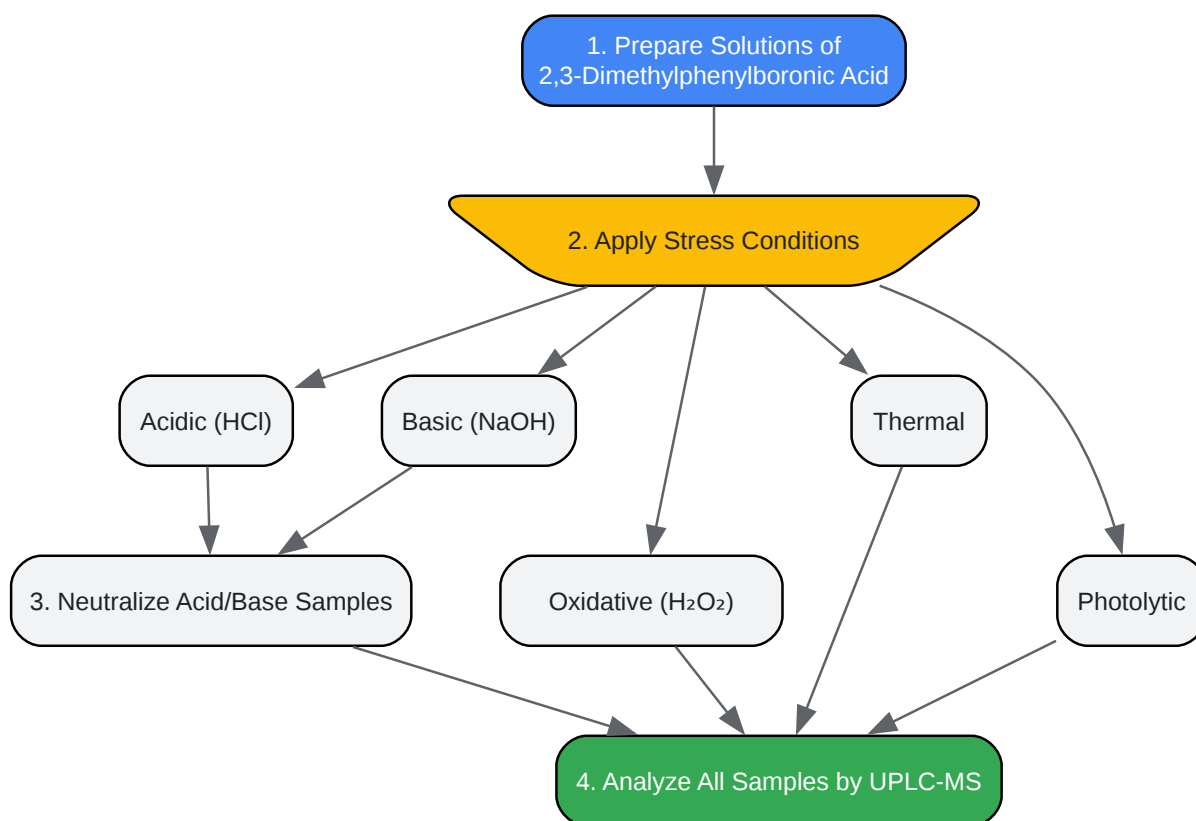 1. Prepare Solutions of
2,3-Dimethylphenylboronic Acid
2. Apply Stress Conditions
Acidic (HCl)
Basic (NaOH)
Thermal
3. Neutralize Acid/Base Samples
Oxidative (H₂O₂)
Photolytic
4. Analyze All Samples by UPLC-MS